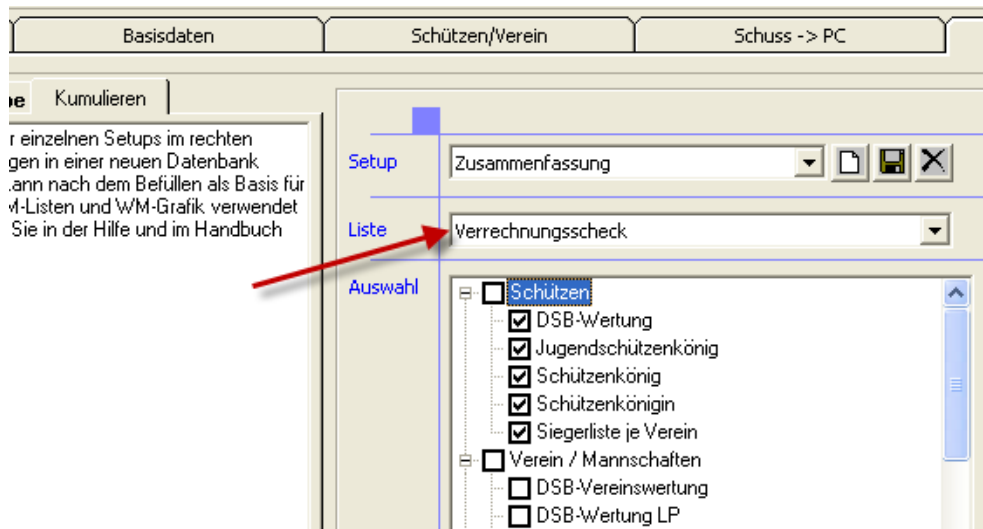 Basisdaten
Schützen/Verein
Schuss -> PC
Kumulieren
r einzelnen Setups im rechten
gen in einer neuen Datenbank
ann nach dem Befüllen als Basis für
M-Listen und WM-Grafik verwendet
Sie in der Hilfe und im Handbuch
Setup
Zusammenfassung
Liste
Verrechnungsscheck
Auswahl
Schützen
DSB-Wertung
Jugendschützenkönig
Schützenkönig
Schützenkönigin
Siegerliste je Verein
Verein / Mannschaften
DSB-Vereinswertung
DSB-Wertung LP